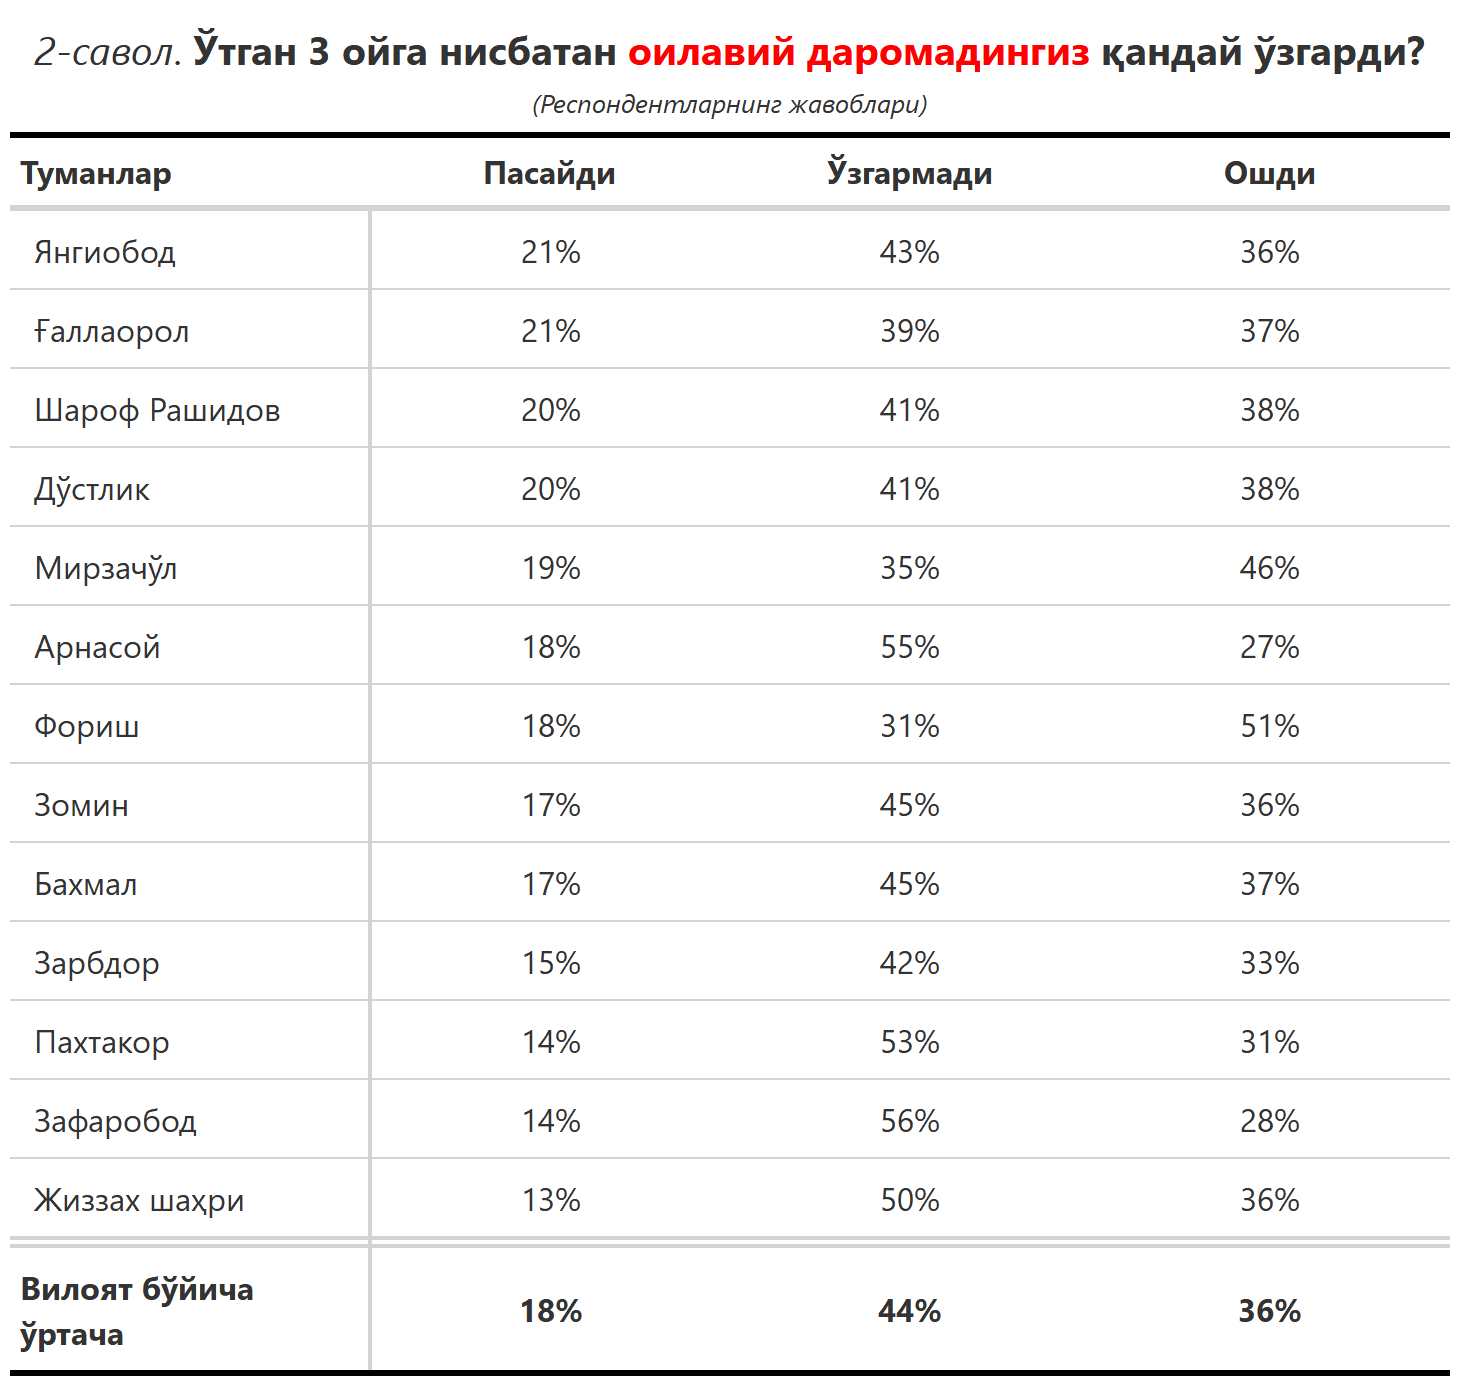 2-савол. Ўтган 3 ойга нисбатан оилавий даромадингиз қандай ўзгарди?
(Респондентларнинг жавоблари)
Туманлар Пасайди Ўзгармади Ошди
Янгиобод 21% 43% 36%
Ғаллаорол 21% 39% 37%
Шароф Рашидов 20% 41% 38%
Дўстлик 20% 41% 38%
Мирзачўл 19% 35% 46%
Арнасой 18% 55% 27%
Фориш 18% 31% 51%
Зомин 17% 45% 36%
Бахмал 17% 45% 37%
Зарбдор 15% 42% 33%
Пахтакор 14% 53% 31%
Зафаробод 14% 56% 28%
Жиззах шаҳри 13% 50% 36%
Вилоят бўйича
ўртача 18% 44% 36%